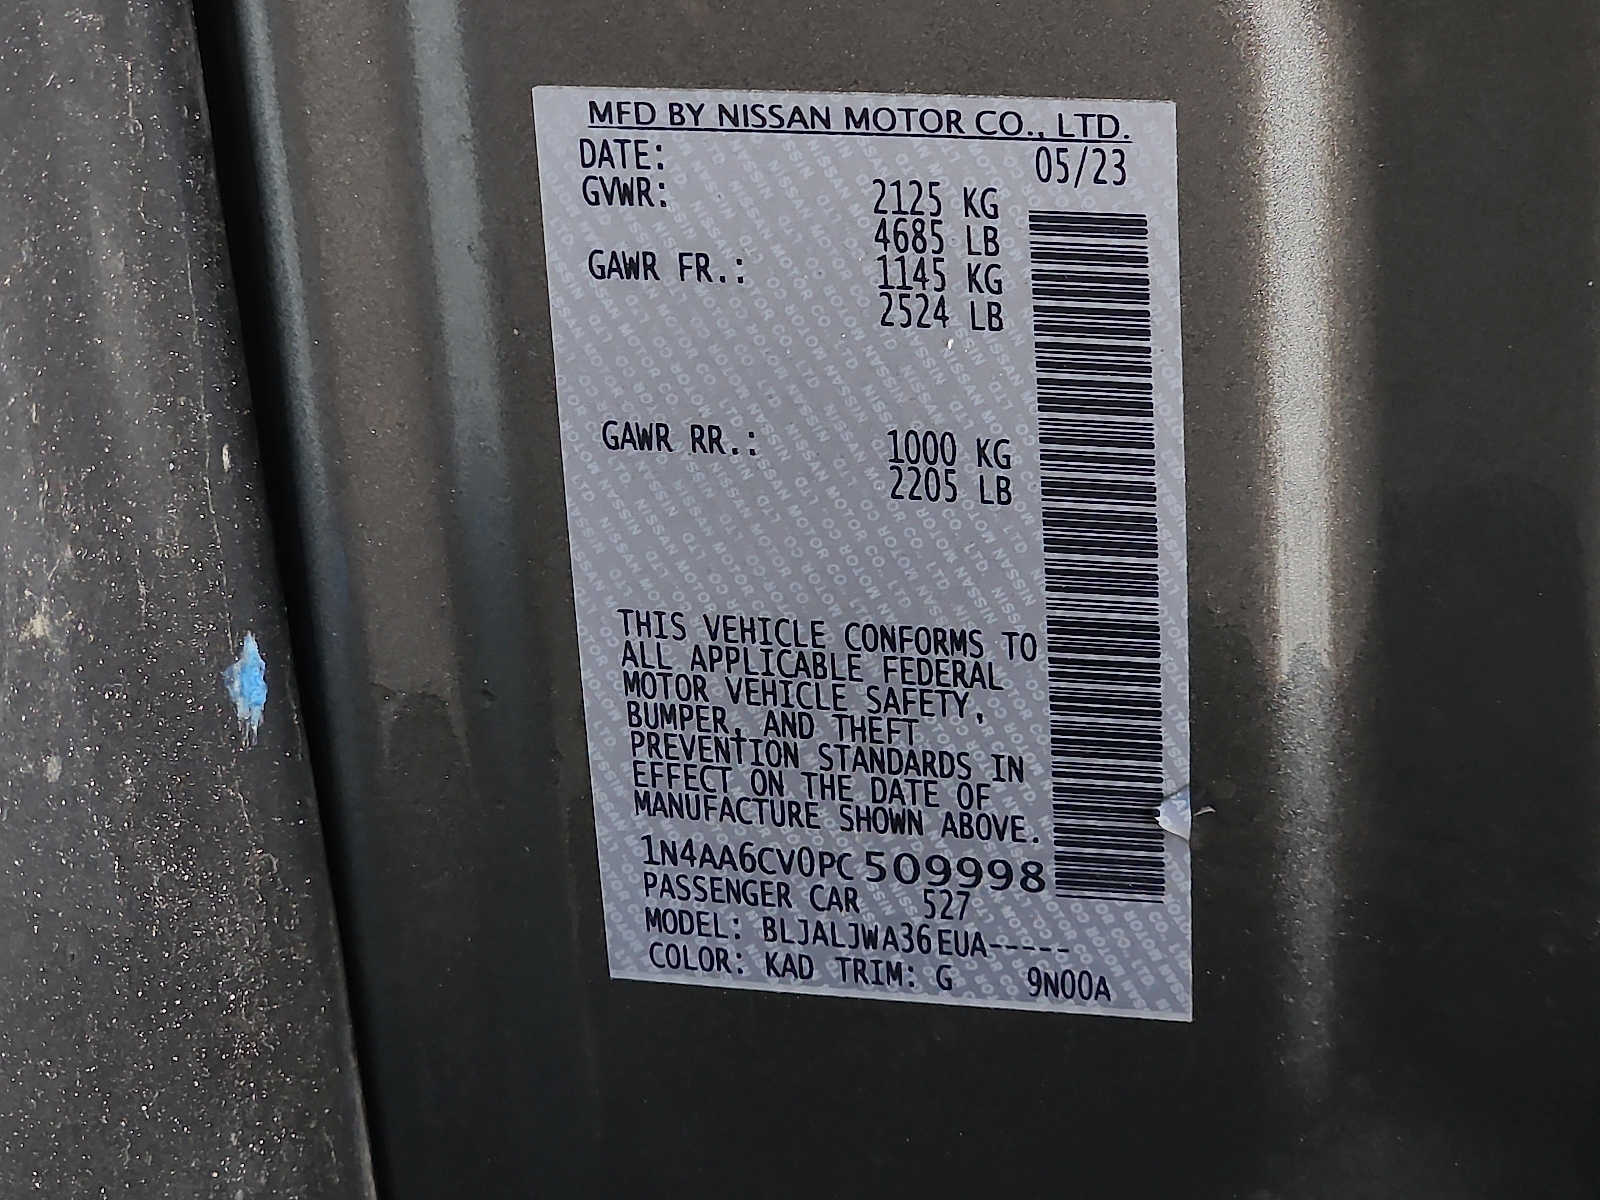 MFD BY NISSAN MOTOR CO., LTD.
DATE: 05/23
GVWR: 2125 KG
4685 LB
GAWR FR.: 1145 KG
2524 LB
GAWR RR.: 1000 KG
2205 LB
THIS VEHICLE CONFORMS TO
ALL APPLICABLE FEDERAL
MOTOR VEHICLE SAFETY,
BUMPER, AND THEFT
PREVENTION STANDARDS IN
EFFECT ON THE DATE OF
MANUFACTURE SHOWN ABOVE.
1N4AA6CV0PC509998
PASSENGER CAR 527
MODEL: BLJALJWA36EUA-----
COLOR: KAD TRIM: G 9N00A